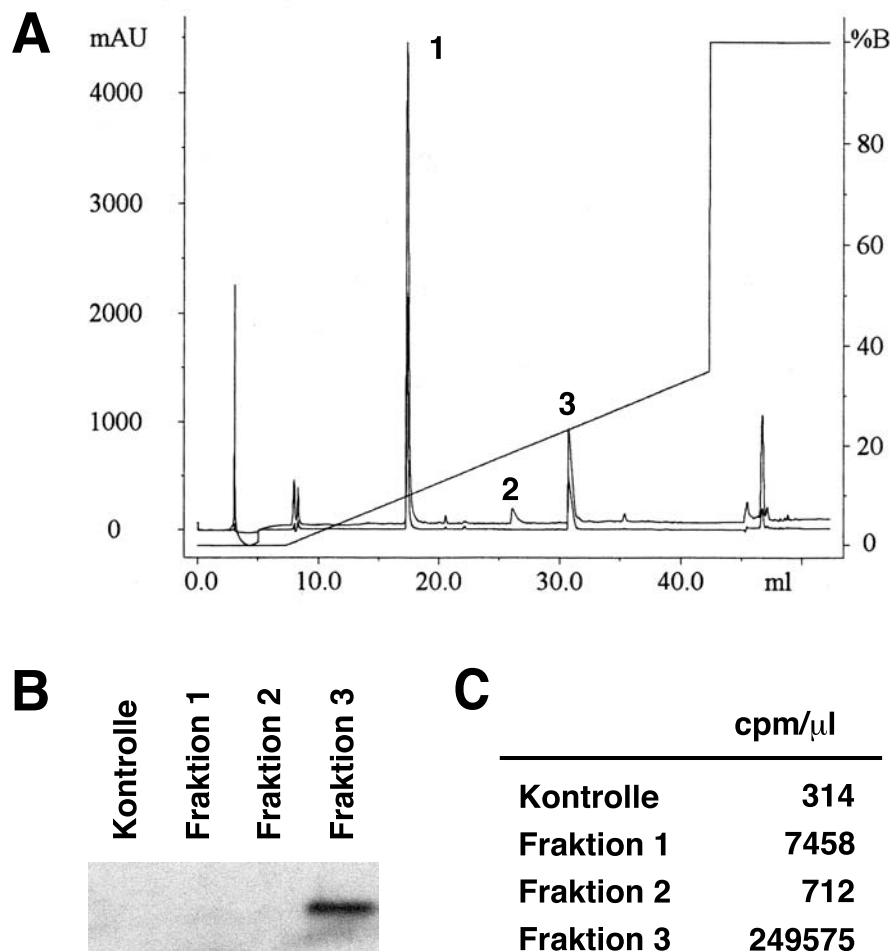 A
mAU
%B
1
4000
80
3000
60
2000
40
3
1000
20
2
0
0
0.0 10.0 20.0 30.0 40.0 ml
B
Kontrolle
Fraktion 1
Fraktion 2
Fraktion 3
C
cpm/µl
Kontrolle 314
Fraktion 1 7458
Fraktion 2 712
Fraktion 3 249575